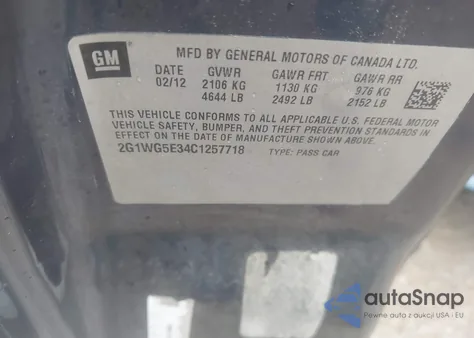 GM
MFD BY GENERAL MOTORS OF CANADA LTD.
DATE GVWR GAWR FRT GAWR RR
02/12 2106 KG 1130 KG 976 KG
4644 LB 2492 LB 2152 LB
THIS VEHICLE CONFORMS TO ALL APPLICABLE U.S. FEDERAL MOTOR
VEHICLE SAFETY, BUMPER, AND THEFT PREVENTION STANDARDS IN
EFFECT ON THE DATE OF MANUFACTURE SHOWN ABOVE.
2G1WG5E34C1257718 TYPE: PASS CAR
autoSnap
Pewne auta z USA i EU